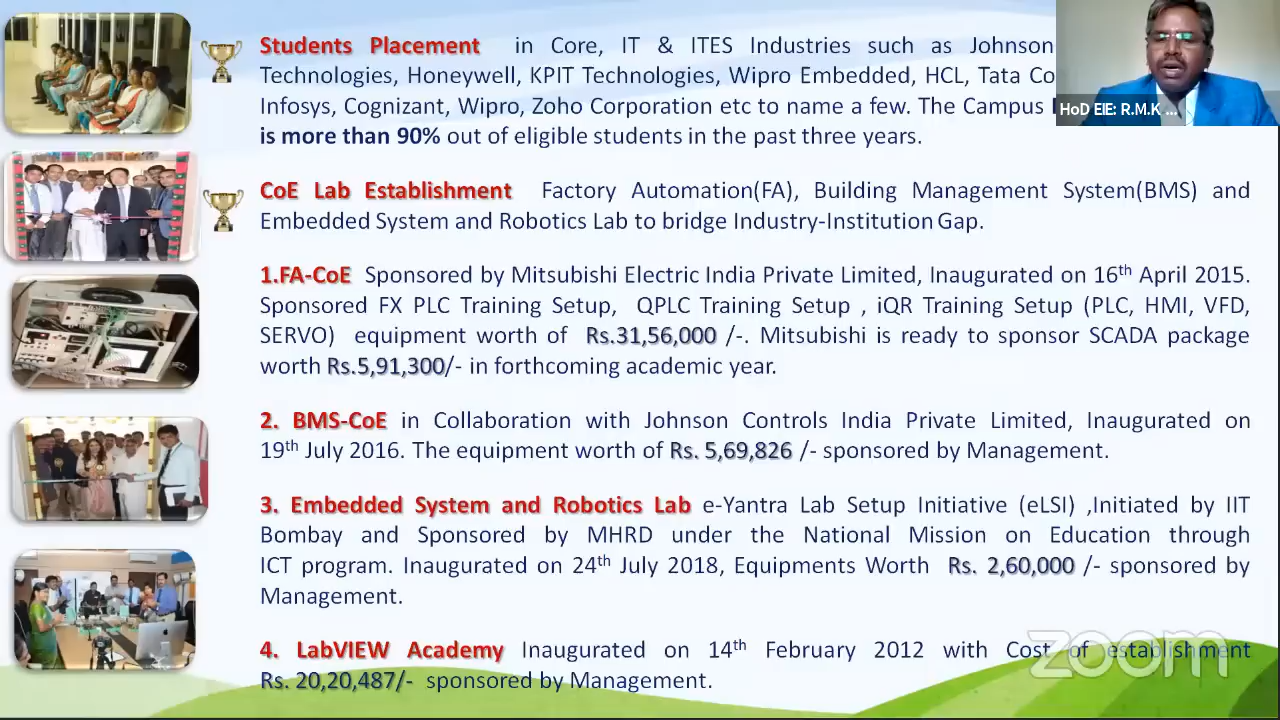 Students Placement in Core, IT & ITES Industries such as Johnson
Technologies, Honeywell, KPIT Technologies, Wipro Embedded, HCL, Tata Co
Infosys, Cognizant, Wipro, Zoho Corporation etc to name a few. The Campus
is more than 90% out of eligible students in the past three years.
HoD EIE: R.M.K ...
CoE Lab Establishment Factory Automation(FA), Building Management System(BMS) and
Embedded System and Robotics Lab to bridge Industry-Institution Gap.
1.FA-CoE Sponsored by Mitsubishi Electric India Private Limited, Inaugurated on 16th April 2015.
Sponsored FX PLC Training Setup, QPLC Training Setup , iQR Training Setup (PLC, HMI, VFD,
SERVO) equipment worth of Rs.31,56,000 /-. Mitsubishi is ready to sponsor SCADA package
worth Rs.5,91,300/- in forthcoming academic year.
2. BMS-CoE in Collaboration with Johnson Controls India Private Limited, Inaugurated on
19th July 2016. The equipment worth of Rs. 5,69,826 /- sponsored by Management.
3. Embedded System and Robotics Lab e-Yantra Lab Setup Initiative (eLSI) ,Initiated by IIT
Bombay and Sponsored by MHRD under the National Mission on Education through
ICT program. Inaugurated on 24th July 2018, Equipments Worth Rs. 2,60,000 /- sponsored by
Management.
4. LabVIEW Academy Inaugurated on 14th February 2012 with Cost of establishment
Rs. 20,20,487/- sponsored by Management.
zoom